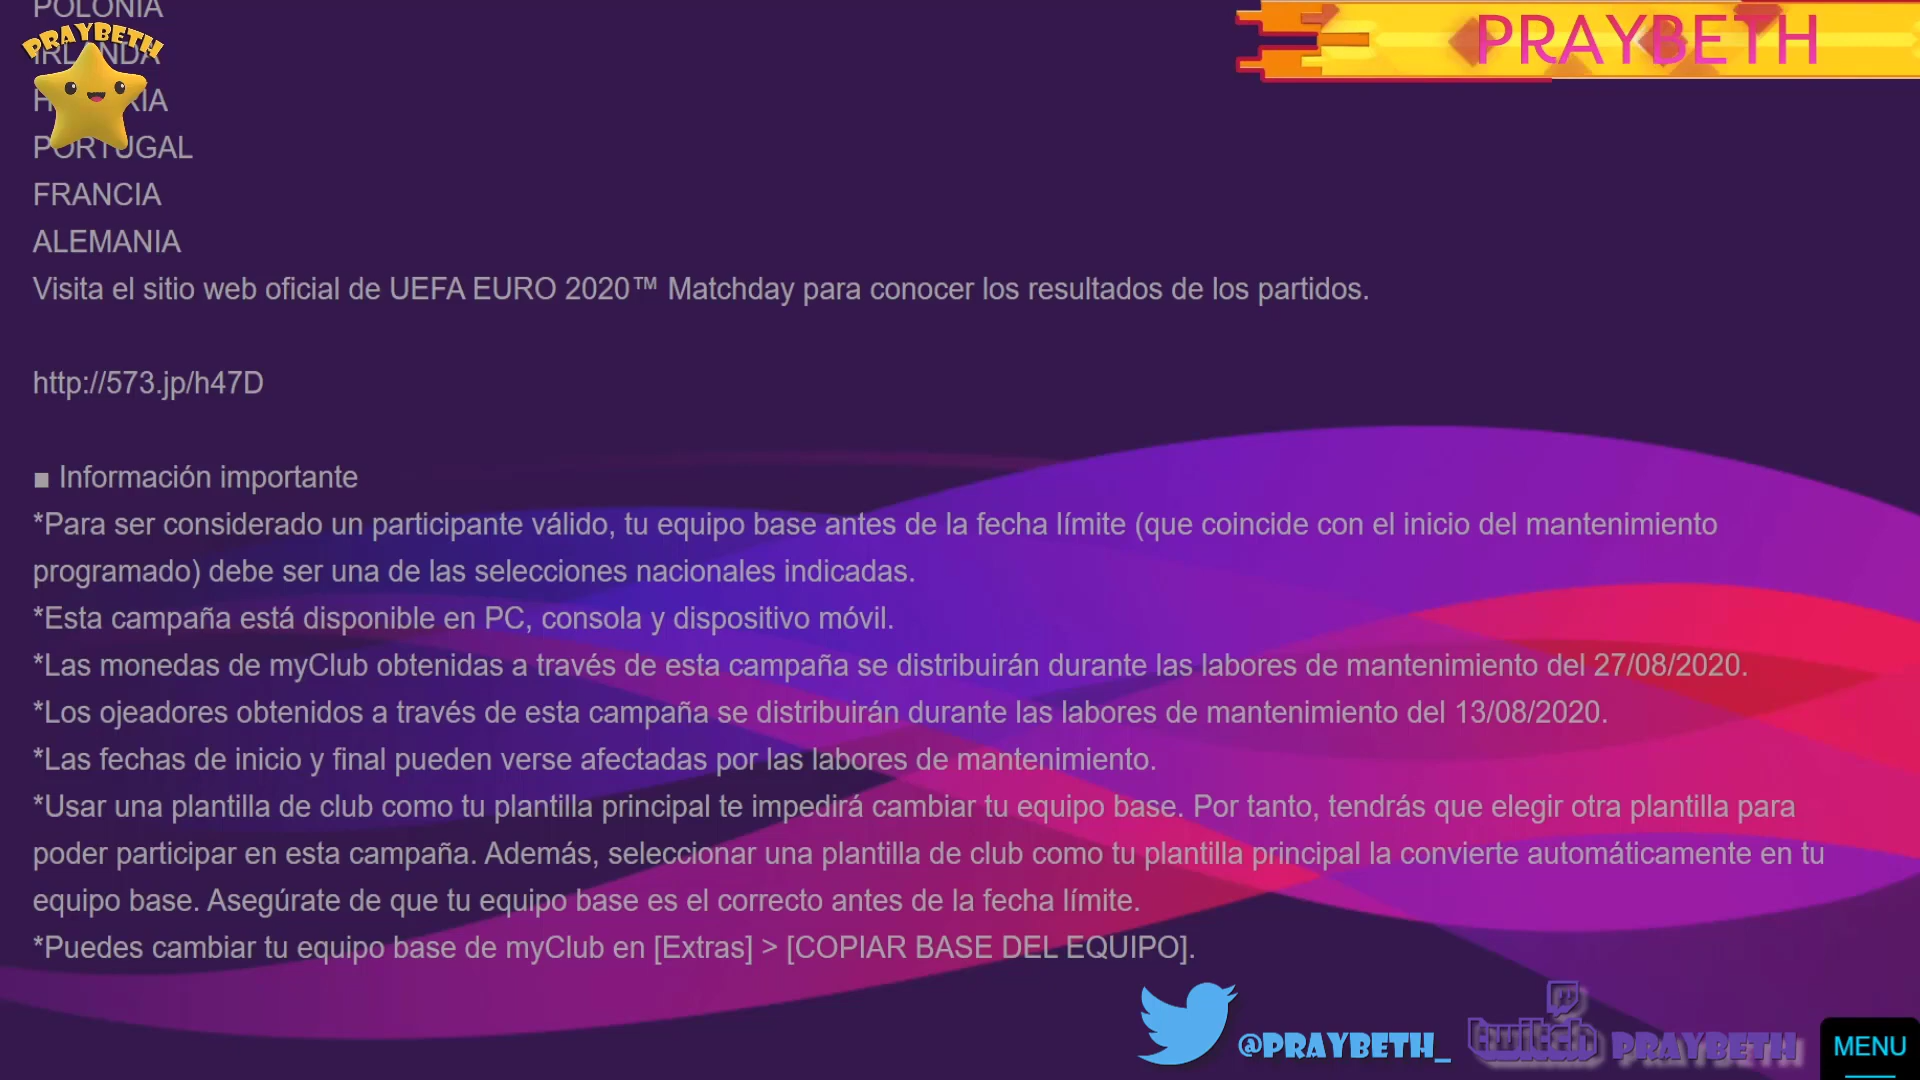 POLONIA
PRAYBETH
IRLANDA
PRAYBETH
PORTUGAL
FRANCIA
ALEMANIA
Visita el sitio web oficial de UEFA EURO 2020™ Matchday para conocer los resultados de los partidos.
http://573.jp/h47D
■ Información importante
*Para ser considerado un participante válido, tu equipo base antes de la fecha límite (que coincide con el inicio del mantenimiento
programado) debe ser una de las selecciones nacionales indicadas.
*Esta campaña está disponible en PC, consola y dispositivo móvil.
*Las monedas de myClub obtenidas a través de esta campaña se distribuirán durante las labores de mantenimiento del 27/08/2020.
*Los ojeadores obtenidos a través de esta campaña se distribuirán durante las labores de mantenimiento del 13/08/2020.
*Las fechas de inicio y final pueden verse afectadas por las labores de mantenimiento.
*Usar una plantilla de club como tu plantilla principal te impedirá cambiar tu equipo base. Por tanto, tendrás que elegir otra plantilla para
poder participar en esta campaña. Además, seleccionar una plantilla de club como tu plantilla principal la convierte automáticamente en tu
equipo base. Asegúrate de que tu equipo base es el correcto antes de la fecha límite.
*Puedes cambiar tu equipo base de myClub en [Extras] > [COPIAR BASE DEL EQUIPO].
@PRAYBETH_
twitch PRAYBETH
MENU